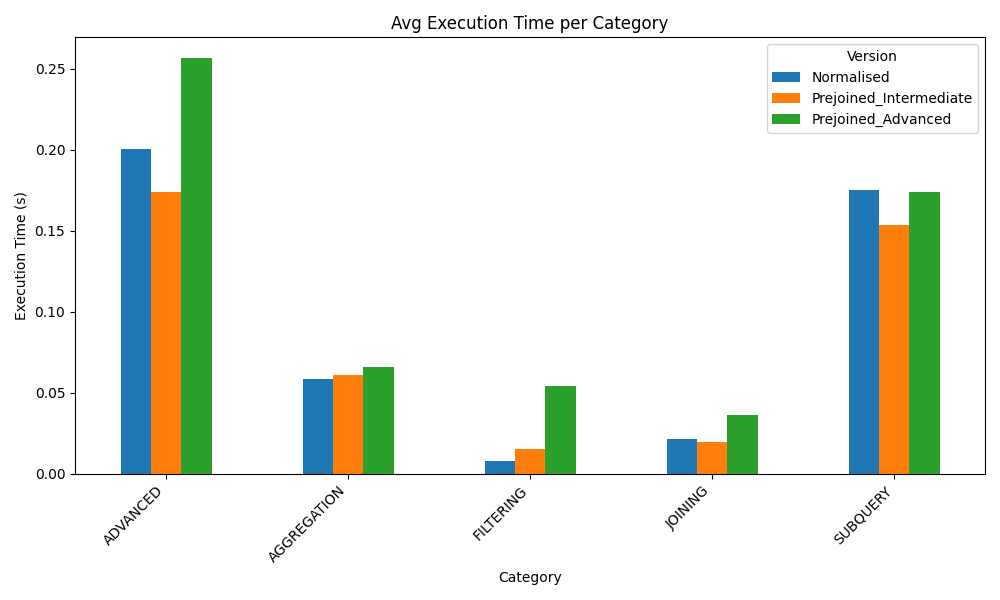 Avg Execution Time per Category
Version
Normalised
Prejoined_Intermediate
Prejoined_Advanced
Execution Time (s)
0.25
0.20
0.15
0.10
0.05
0.00
ADVANCED
AGGREGATION
FILTERING
JOINING
SUBQUERY
Category